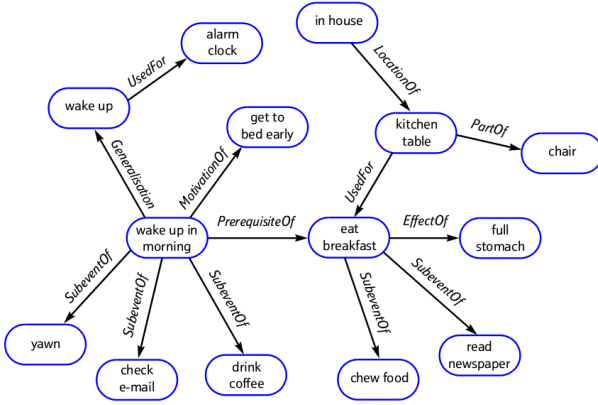 in house
alarm
clock
UsedFor
LocationOf
wake up
get to
bed early
kitchen
table
PartOf
chair
Generalisation
MotivationOf
UsedFor
wake up in
morning
PrerequisiteOf
eat
breakfast
EffectOf
full
stomach
SubeventOf
SubeventOf
SubeventOf
SubeventOf
SubeventOf
yawn
check
e-mail
drink
coffee
chew food
read
newspaper